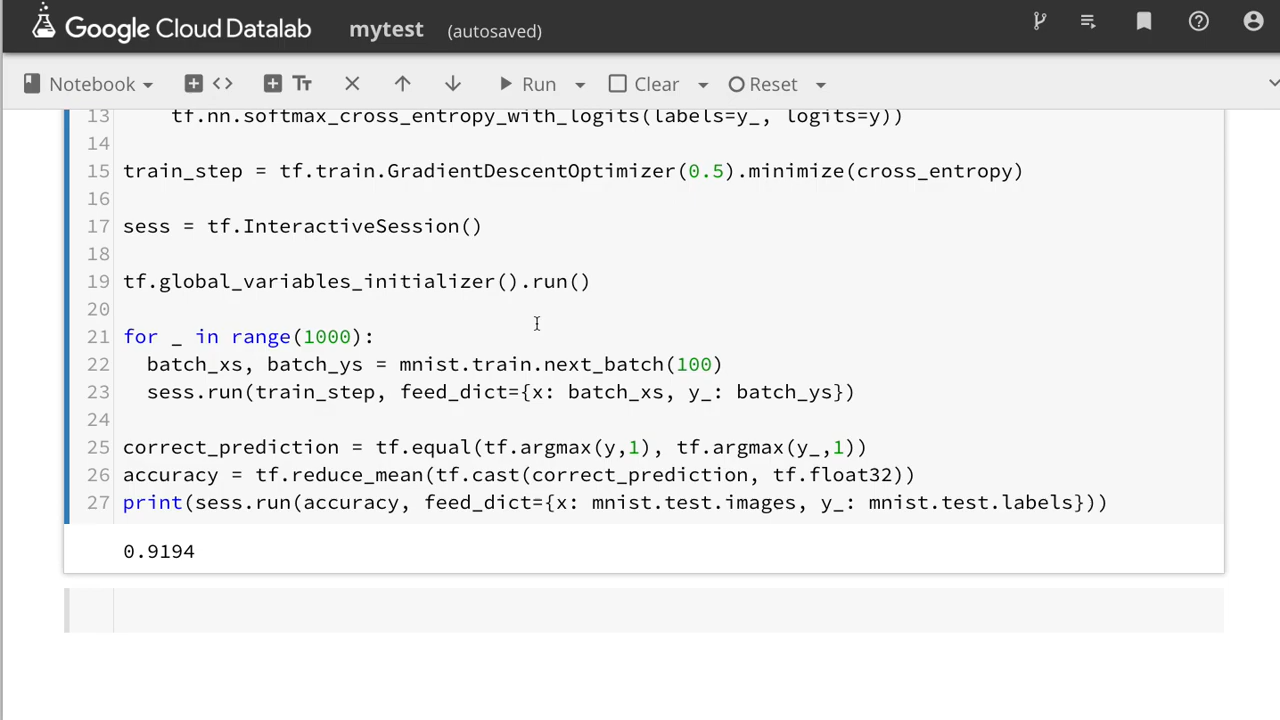 Google Cloud Datalab mytest (autosaved)
Notebook <> Tт Run Clear Reset
13 tf.nn.softmax_cross_entropy_with_logits(labels=y_, logits=y))
14
15 train_step = tf.train.GradientDescentOptimizer(0.5).minimize(cross_entropy)
16
17 sess = tf.InteractiveSession()
18
19 tf.global_variables_initializer().run()
20
21 for _ in range(1000):
22 batch_xs, batch_ys = mnist.train.next_batch(100)
23 sess.run(train_step, feed_dict={x: batch_xs, y_: batch_ys})
24
25 correct_prediction = tf.equal(tf.argmax(y,1), tf.argmax(y_,1))
26 accuracy = tf.reduce_mean(tf.cast(correct_prediction, tf.float32))
27 print(sess.run(accuracy, feed_dict={x: mnist.test.images, y_: mnist.test.labels}))
0.9194